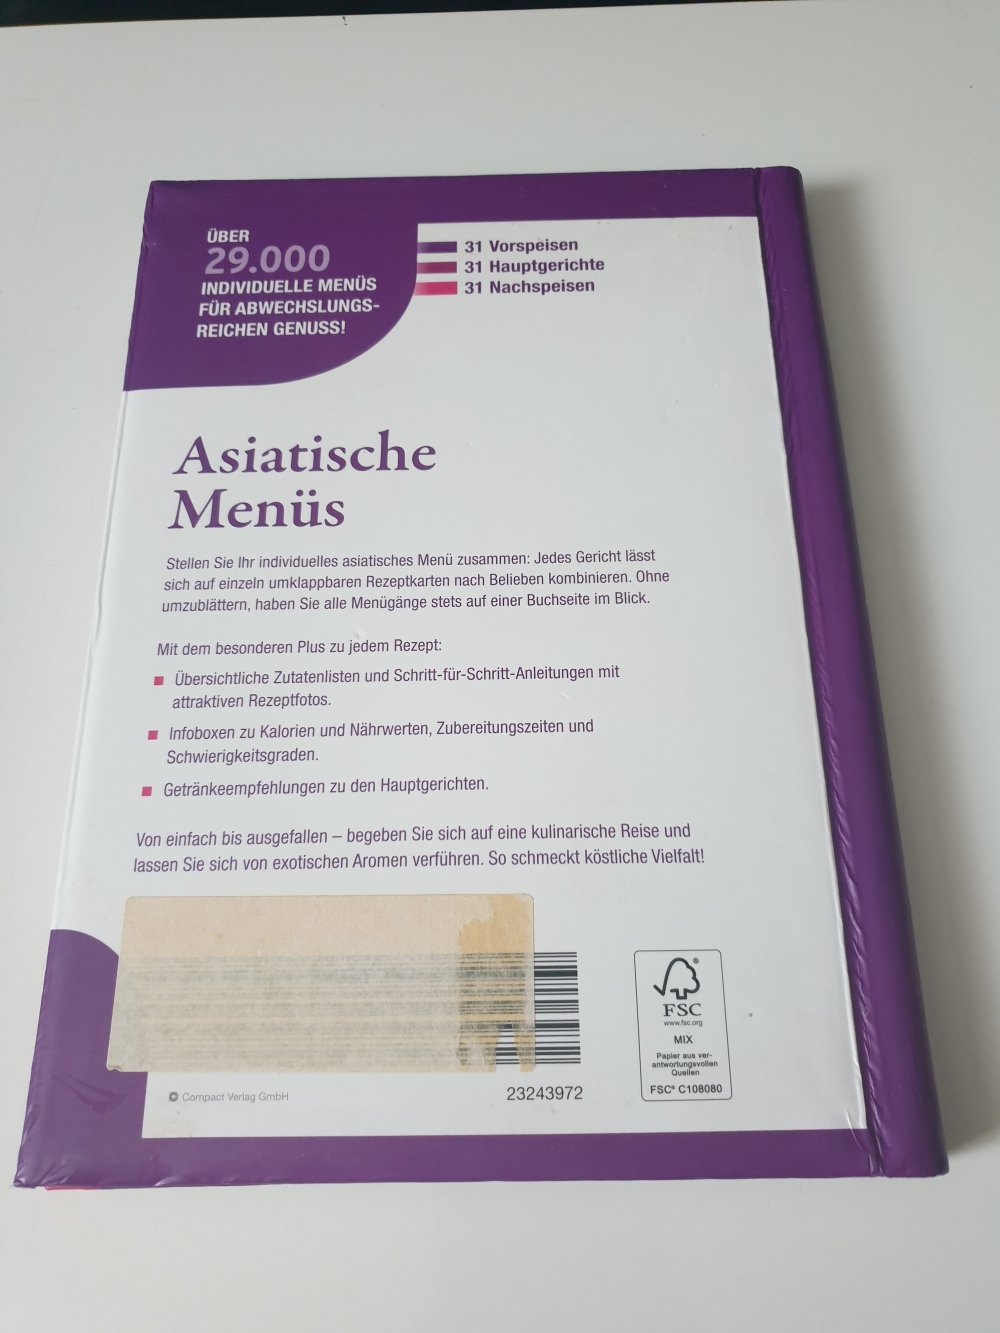 ÜBER
29.000
INDIVIDUELLE MENÜS
FÜR ABWECHSLUNGS-
REICHEN GENUSS!
31 Vorspeisen
31 Hauptgerichte
31 Nachspeisen
Asiatische
Menüs
Stellen Sie Ihr individuelles asiatisches Menü zusammen: Jedes Gericht lässt
sich auf einzeln umklappbaren Rezeptkarten nach Belieben kombinieren. Ohne
umzublättern, haben Sie alle Menügänge stets auf einer Buchseite im Blick.
Mit dem besonderen Plus zu jedem Rezept:
Übersichtliche Zutatenlisten und Schritt-für-Schritt-Anleitungen mit
attraktiven Rezeptfotos.
Infoboxen zu Kalorien und Nährwerten, Zubereitungszeiten und
Schwierigkeitsgraden.
Getränkeempfehlungen zu den Hauptgerichten.
Von einfach bis ausgefallen – begeben Sie sich auf eine kulinarische Reise und
lassen Sie sich von exotischen Aromen verführen. So schmeckt köstliche Vielfalt!
Compact Verlag GmbH
23243972
®
FSC
www.fsc.org
MIX
Papier aus ver-
antwortungsvollen
Quellen
FSC® C108080